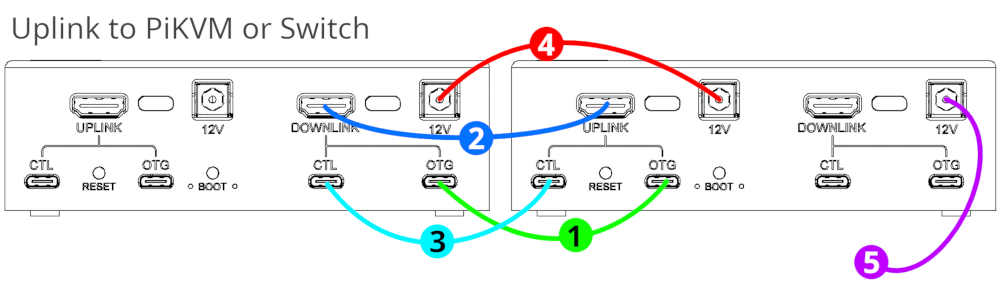 Uplink to PiKVM or Switch
4
UPLINK 12V DOWNLINK 12V UPLINK 12V DOWNLINK 12V
2
CTL OTG CTL OTG CTL OTG CTL OTG
RESET BOOT RESET BOOT
3 1
5